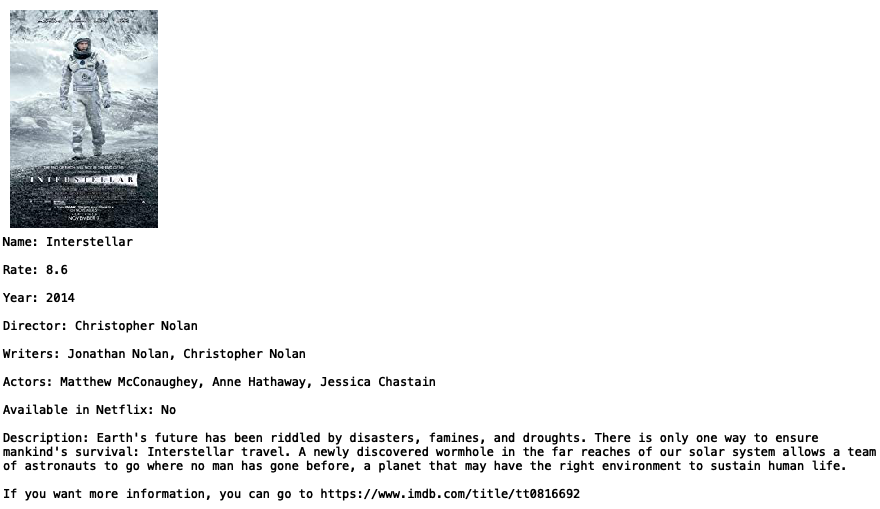 INTERSTELLAR
Name: Interstellar
Rate: 8.6
Year: 2014
Director: Christopher Nolan
Writers: Jonathan Nolan, Christopher Nolan
Actors: Matthew McConaughey, Anne Hathaway, Jessica Chastain
Available in Netflix: No
Description: Earth's future has been riddled by disasters, famines, and droughts. There is only one way to ensure
mankind's survival: Interstellar travel. A newly discovered wormhole in the far reaches of our solar system allows a team
of astronauts to go where no man has gone before, a planet that may have the right environment to sustain human life.
If you want more information, you can go to https://www.imdb.com/title/tt0816692